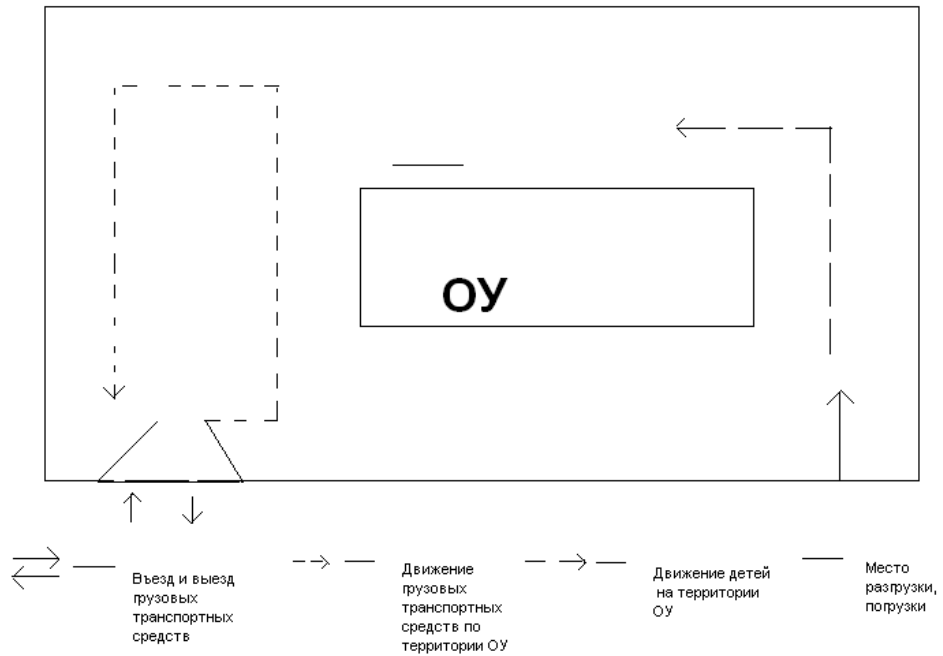 ОУ
Въезд и выезд
грузовых
транспортных
средств
Движение
грузовых
транспортных
средств по
территории ОУ
Движение детей
на территории
ОУ
Место
разгрузки,
погрузки